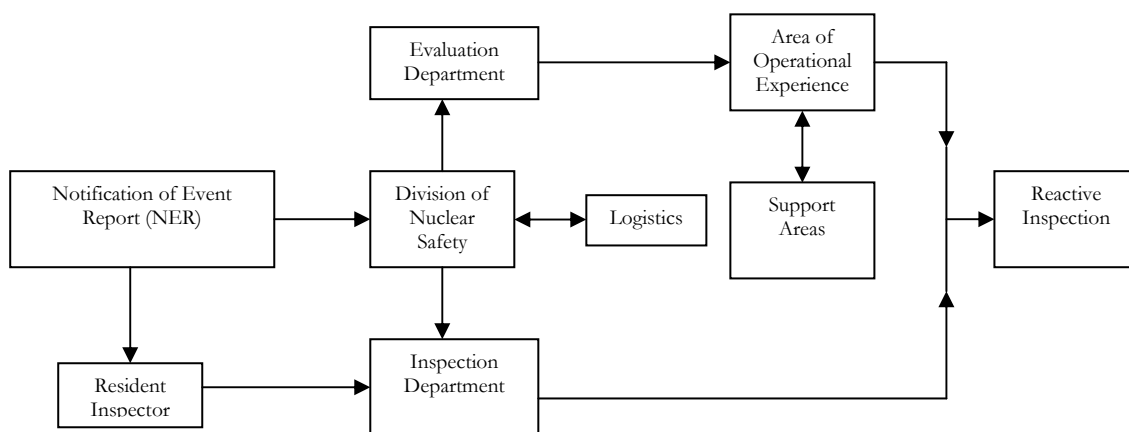 Evaluation
Department
Area of
Operational
Experience
Notification of Event
Report (NER)
Division of
Nuclear
Safety
Logistics
Support
Areas
Reactive
Inspection
Resident
Inspector
Inspection
Department